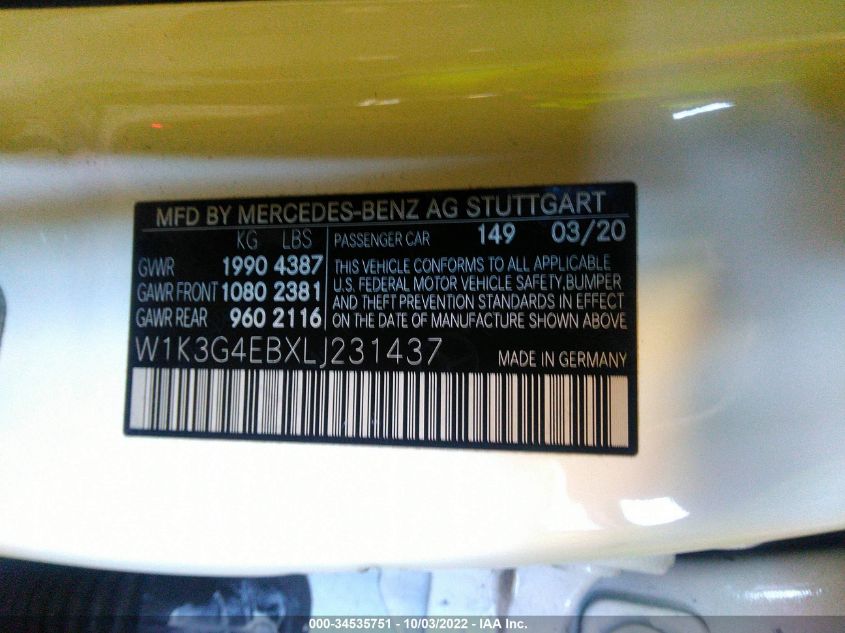 MFD BY MERCEDES-BENZ AG STUTTGART
KG LBS
GVWR 1990 4387
GAWR FRONT 1080 2381
GAWR REAR 960 2116
PASSENGER CAR 149 03/20
THIS VEHICLE CONFORMS TO ALL APPLICABLE
U.S. FEDERAL MOTOR VEHICLE SAFETY,BUMPER
AND THEFT PREVENTION STANDARDS IN EFFECT
ON THE DATE OF MANUFACTURE SHOWN ABOVE
W1K3G4EBXLJ231437
MADE IN GERMANY
000-34535751 - 10/03/2022 - IAA Inc.